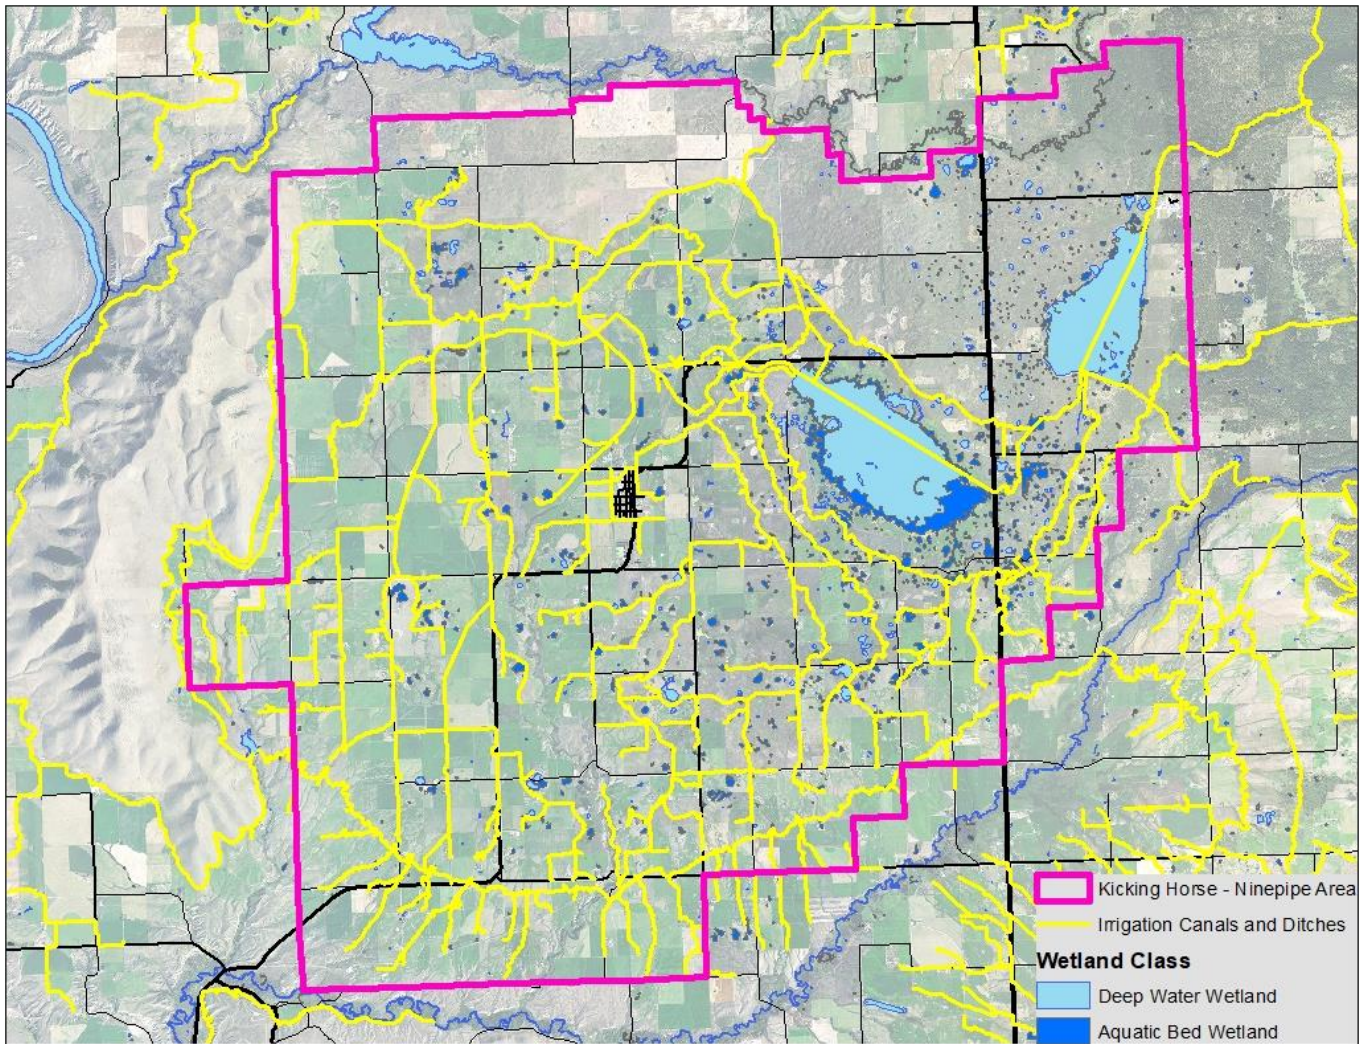 Kicking Horse - Ninepipe Area
Irrigation Canals and Ditches
Wetland Class
Deep Water Wetland
Aquatic Bed Wetland